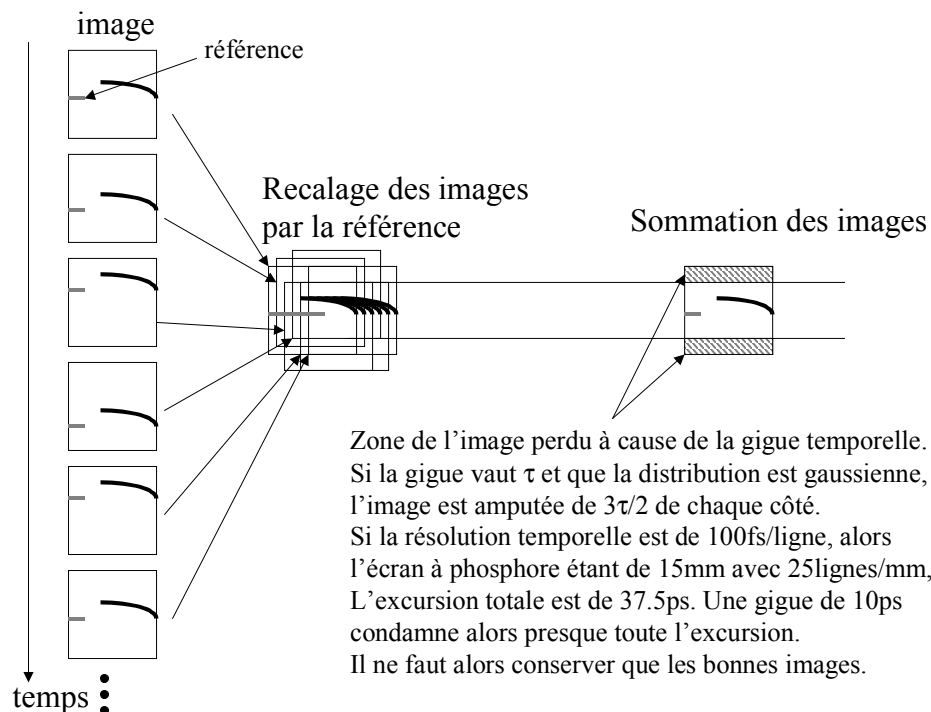 image
référence
Recalage des images
par la référence
Sommation des images
Zone de l'image perdu à cause de la gigue temporelle.
Si la gigue vaut τ et que la distribution est gaussienne,
l'image est amputée de 3τ/2 de chaque côté.
Si la résolution temporelle est de 100fs/ligne, alors
l'écran à phosphore étant de 15mm avec 25lignes/mm,
L'excursion totale est de 37.5ps. Une gigue de 10ps
condamne alors presque toute l'excursion.
Il ne faut alors conserver que les bonnes images.
temps